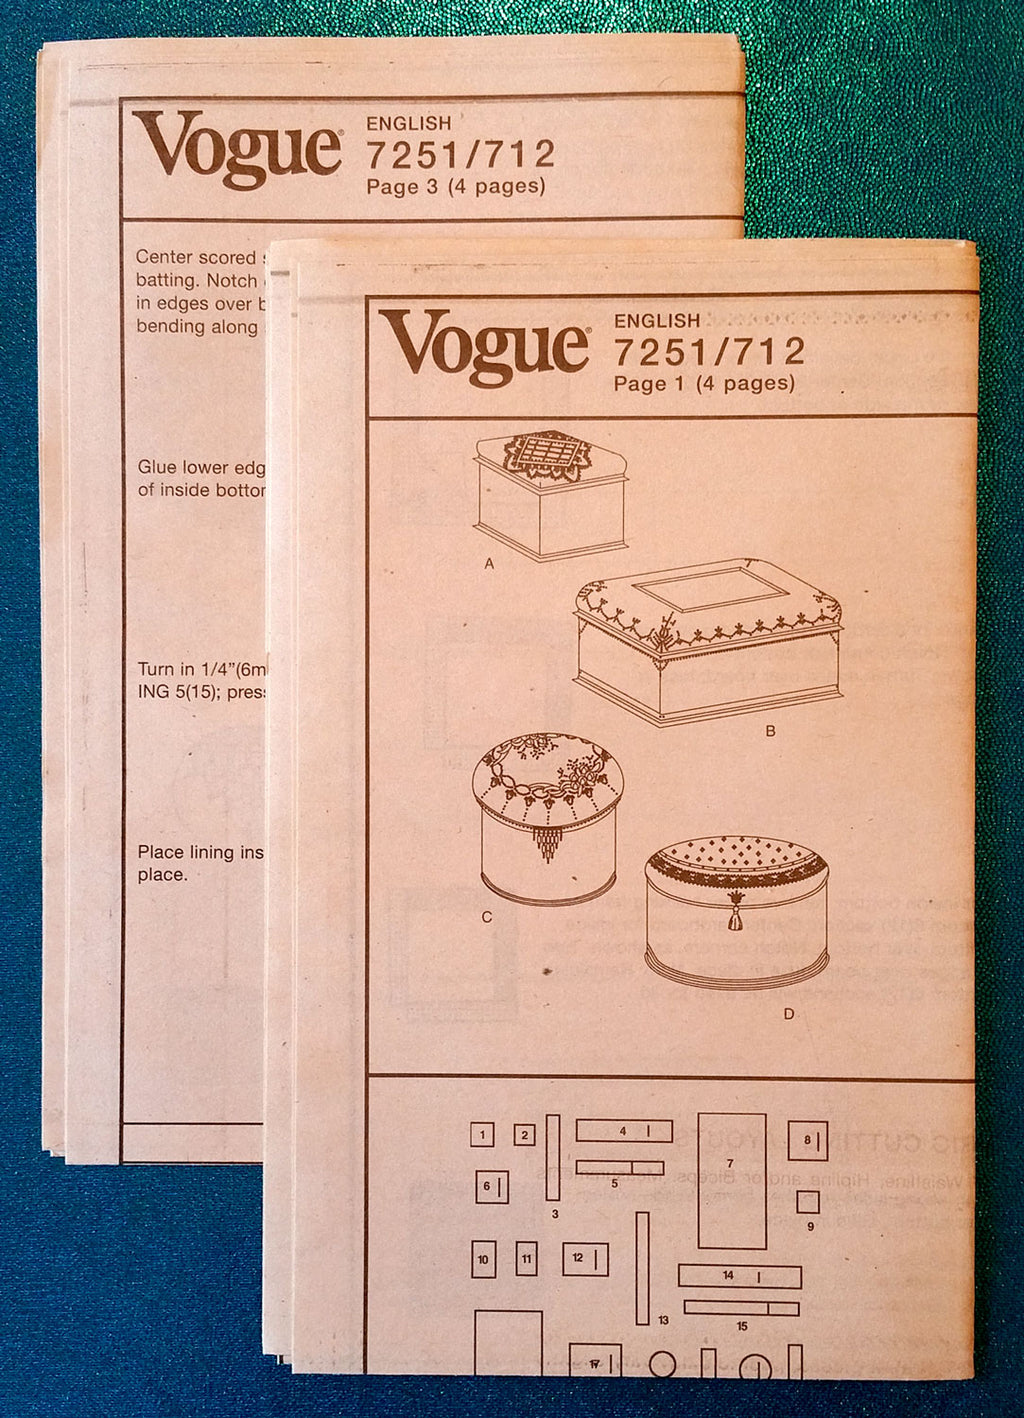 Vogue®
ENGLISH
7251/712
Page 3 (4 pages)
Center scored
batting. Notch
in edges over
bending along
Glue lower edg
of inside bottor
Turn in 1/4"(6m
ING 5(15); press
Place lining ins
place.
Vogue®
ENGLISH
7251/712
Page 1 (4 pages)
A
B
C
D
1
2
3
4
5
6
7
8
9
10
11
12
13
14
15
17